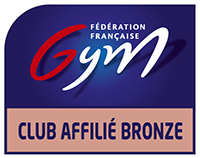 FÉDÉRATION
FRANÇAISE
Gym
CLUB AFFILIÉ BRONZE